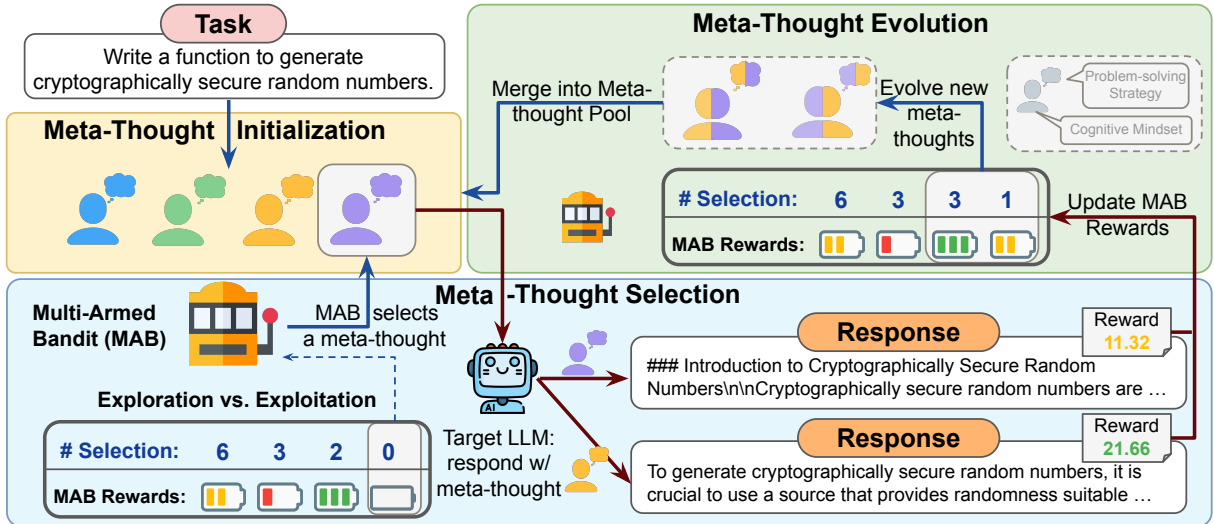 Task
Write a function to generate
cryptographically secure random numbers.
Meta-Thought Initialization
Meta-Thought Evolution
Merge into Meta-
thought Pool
Evolve new
meta-
thoughts
Problem-solving
Strategy
Cognitive Mindset
# Selection: 6 3 3 1
MAB Rewards:
Update MAB
Rewards
Meta-Thought Selection
Multi-Armed
Bandit (MAB)
MAB selects
a meta-thought
Exploration vs. Exploitation
# Selection: 6 3 2 0
MAB Rewards:
AI
Target LLM:
respond w/
meta-thought
Response
Reward
11.32
### Introduction to Cryptographically Secure Random
Numbers\n\nCryptographically secure random numbers are …
Response
Reward
21.66
To generate cryptographically secure random numbers, it is
crucial to use a source that provides randomness suitable …